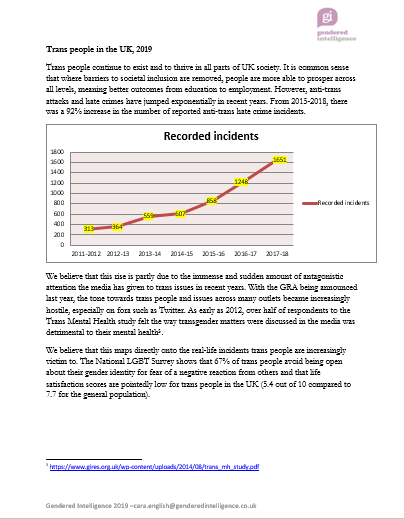 gi
gendered
intelligence
Trans people in the UK, 2019
Trans people continue to exist and to thrive in all parts of UK society. It is common sense
that where barriers to societal inclusion are removed, people are more able to prosper across
all levels, meaning better outcomes from education to employment. However, anti-trans
attacks and hate crimes have jumped exponentially in recent years. From 2015-2018, there
was a 92% increase in the number of reported anti-trans hate crime incidents.
Recorded incidents
1800
1600
1400
1200
1000
800
600
400
200
0
313
364
559
607
858
1248
1651
2011-2012 2012-13 2013-14 2014-15 2015-16 2016-17 2017-18
Recorded incidents
We believe that this rise is partly due to the immense and sudden amount of antagonistic
attention the media has given to trans issues in recent years. With the GRA being announced
last year, the tone towards trans people and issues across many outlets became increasingly
hostile, especially on fora such as Twitter. As early as 2012, over half of respondents to the
Trans Mental Health study felt the way transgender matters were discussed in the media was
detrimental to their mental health¹.
We believe that this maps directly onto the real-life incidents trans people are increasingly
victim to. The National LGBT Survey shows that 67% of trans people avoid being open
about their gender identity for fear of a negative reaction from others and that life
satisfaction scores are pointedly low for trans people in the UK (5.4 out of 10 compared to
7.7 for the general population).
¹ https://www.gires.org.uk/wp-content/uploads/2014/08/trans_mh_study.pdf
Gendered Intelligence 2019 –cara.english@genderedintelligence.co.uk